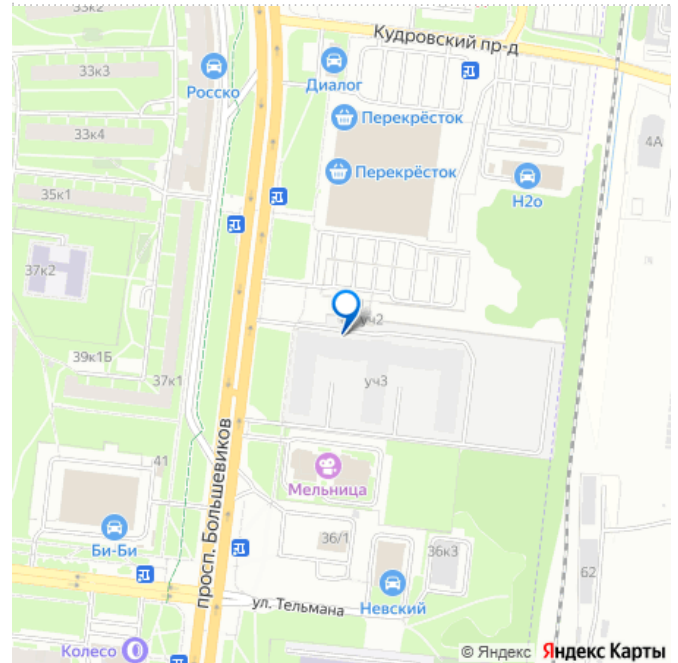 33к2
Кудровский пр-д
33к3
Росско
Диалог
Перекрёсток
33к4
4А
Перекрёсток
35к1
Н2о
37к2
уч2
39к1Б
37к1
уч3
просп. Большевиков
41
Мельница
Би-Би
36/1
36к3
62
ул. Тельмана
Невский
Колесо
© Яндекс Яндекс Карты